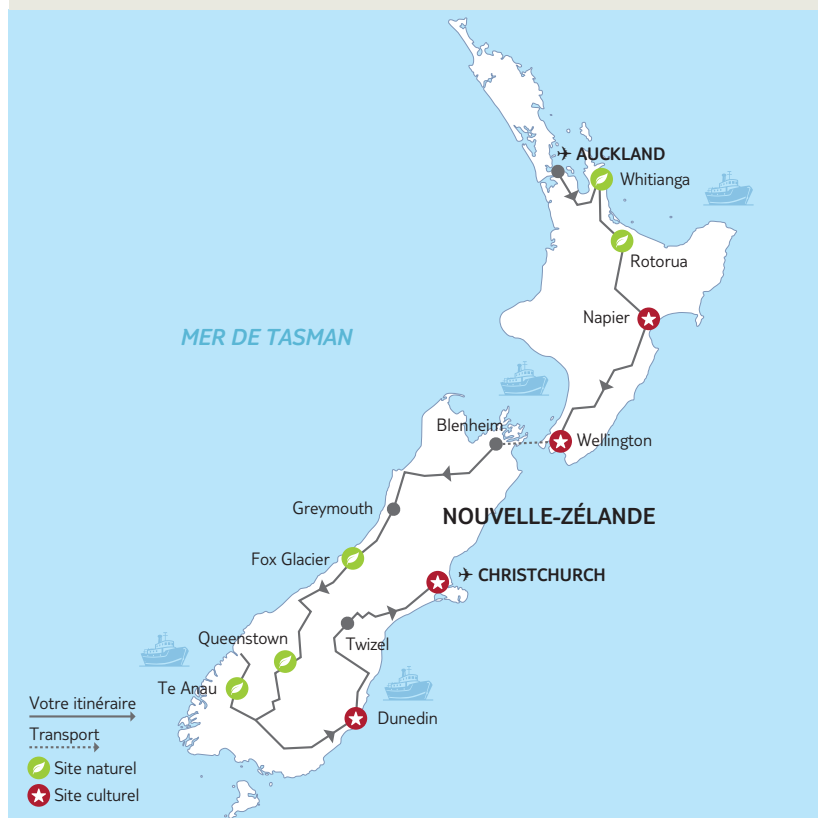 AUCKLAND
Whitianga
Rotorua
Napier
MER DE TASMAN
Blenheim
Wellington
Greymouth
NOUVELLE-ZÉLANDE
Fox Glacier
CHRISTCHURCH
Queenstown
Twizel
Te Anau
Dunedin
Votre itinéraire
Transport
Site naturel
Site culturel